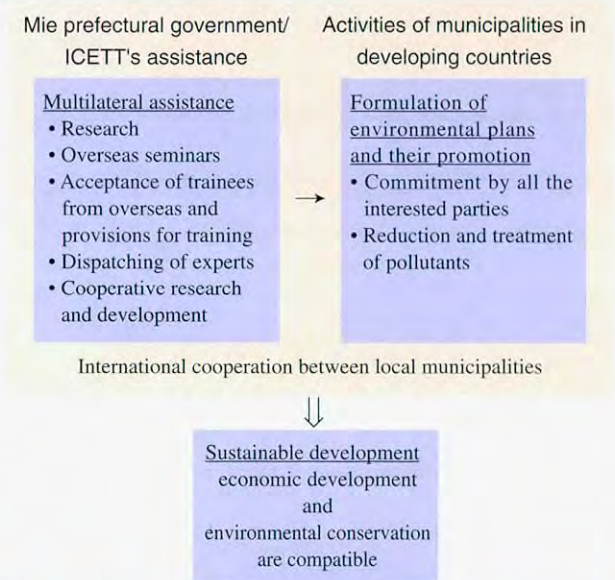 Mie prefectural government/
ICETT's assistance
Multilateral assistance
• Research
• Overseas seminars
• Acceptance of trainees
from overseas and
provisions for training
• Dispatching of experts
• Cooperative research
and development
→
Activities of municipalities in
developing countries
Formulation of
environmental plans
and their promotion
• Commitment by all the
interested parties
• Reduction and treatment
of pollutants
International cooperation between local municipalities
⇓
Sustainable development
economic development
and
environmental conservation
are compatible